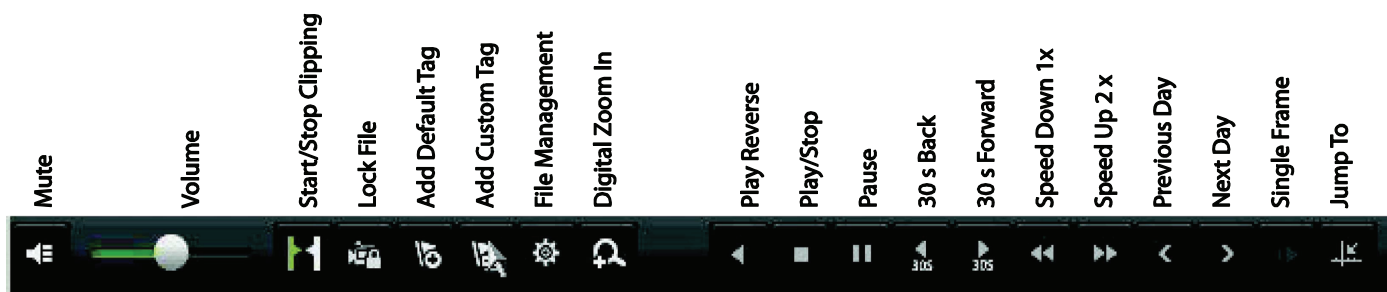 Mute
Volume
Start/Stop Clipping
Lock File
Add Default Tag
Add Custom Tag
File Management
Digital Zoom In
Play Reverse
Play/Stop
Pause
30 s Back
30 s Forward
Speed Down 1x
Speed Up 2 x
Previous Day
Next Day
Single Frame
Jump To
30S
30S